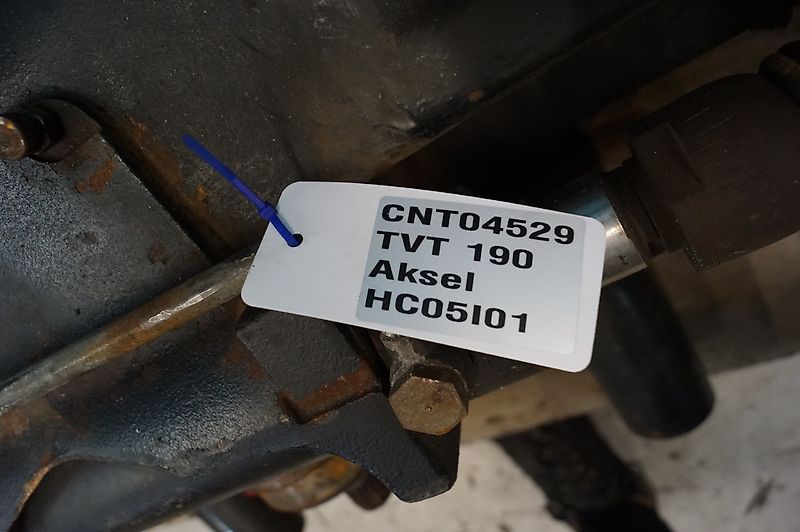 CNT04529
TVT 190
Aksel
HC05I01